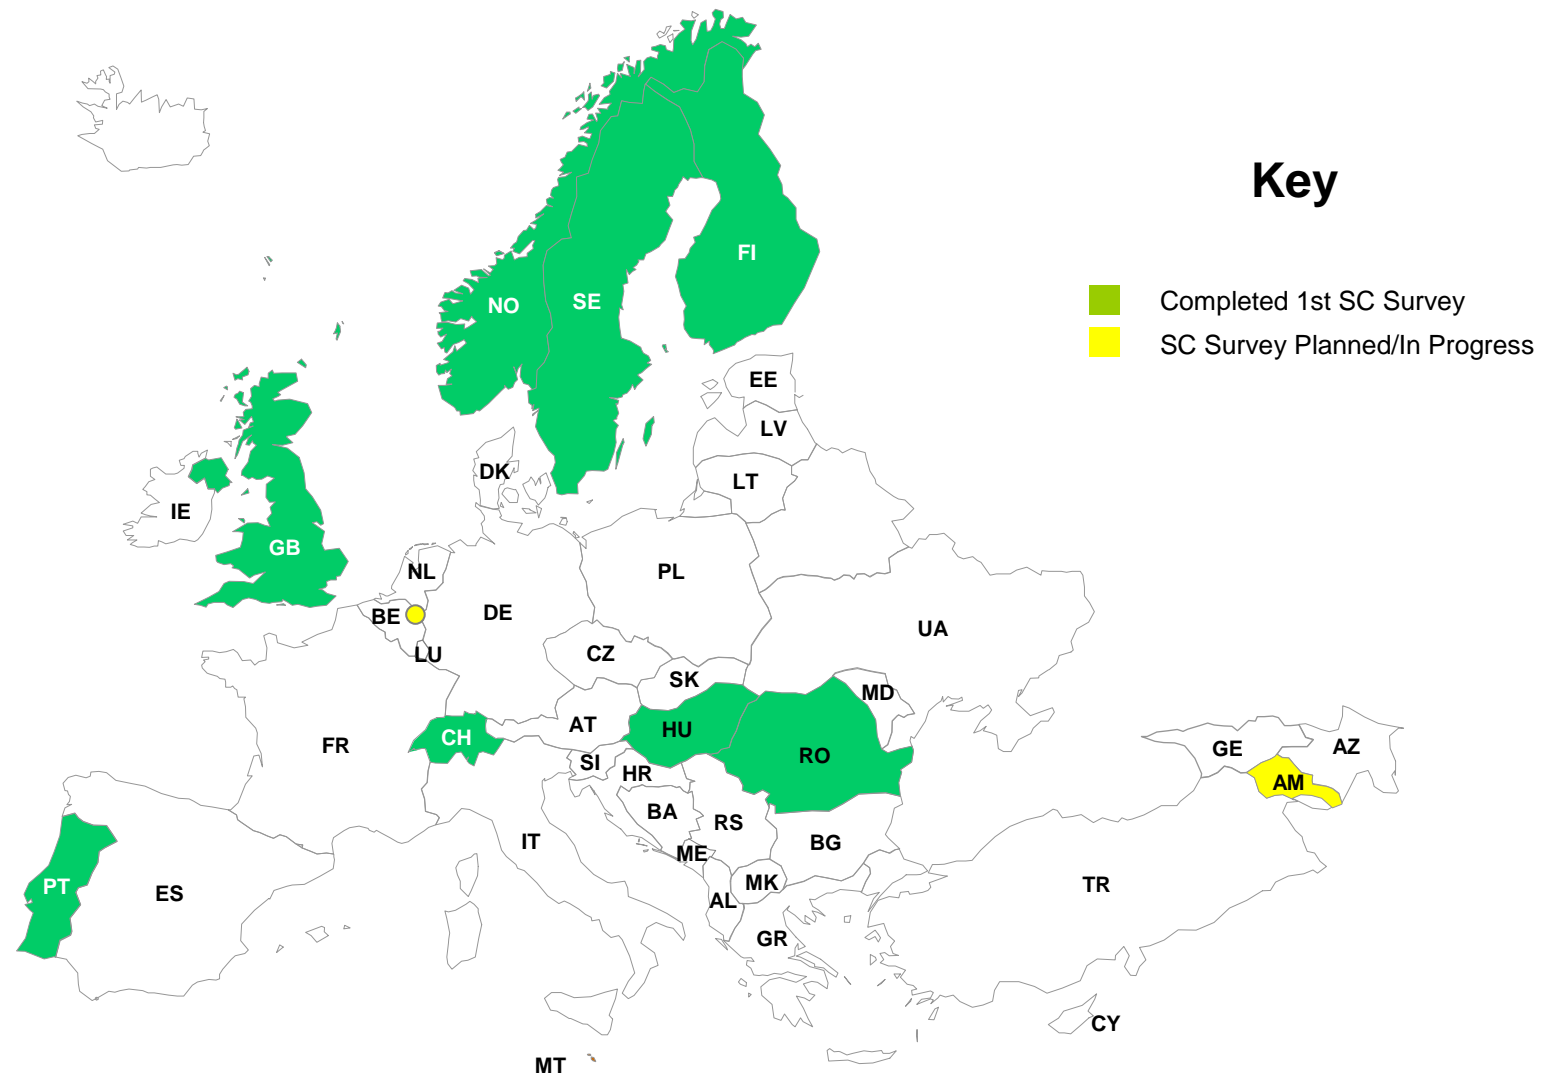 Key
Completed 1st SC Survey
SC Survey Planned/In Progress
FI
NO
SE
EE
LV
DK
LT
IE
GB
NL
PL
BE
DE
UA
LU
CZ
SK
MD
AT
HU
CH
FR
RO
GE
AZ
SI
HR
AM
BA
RS
IT
BG
ME
MK
PT
ES
TR
AL
GR
CY
MT